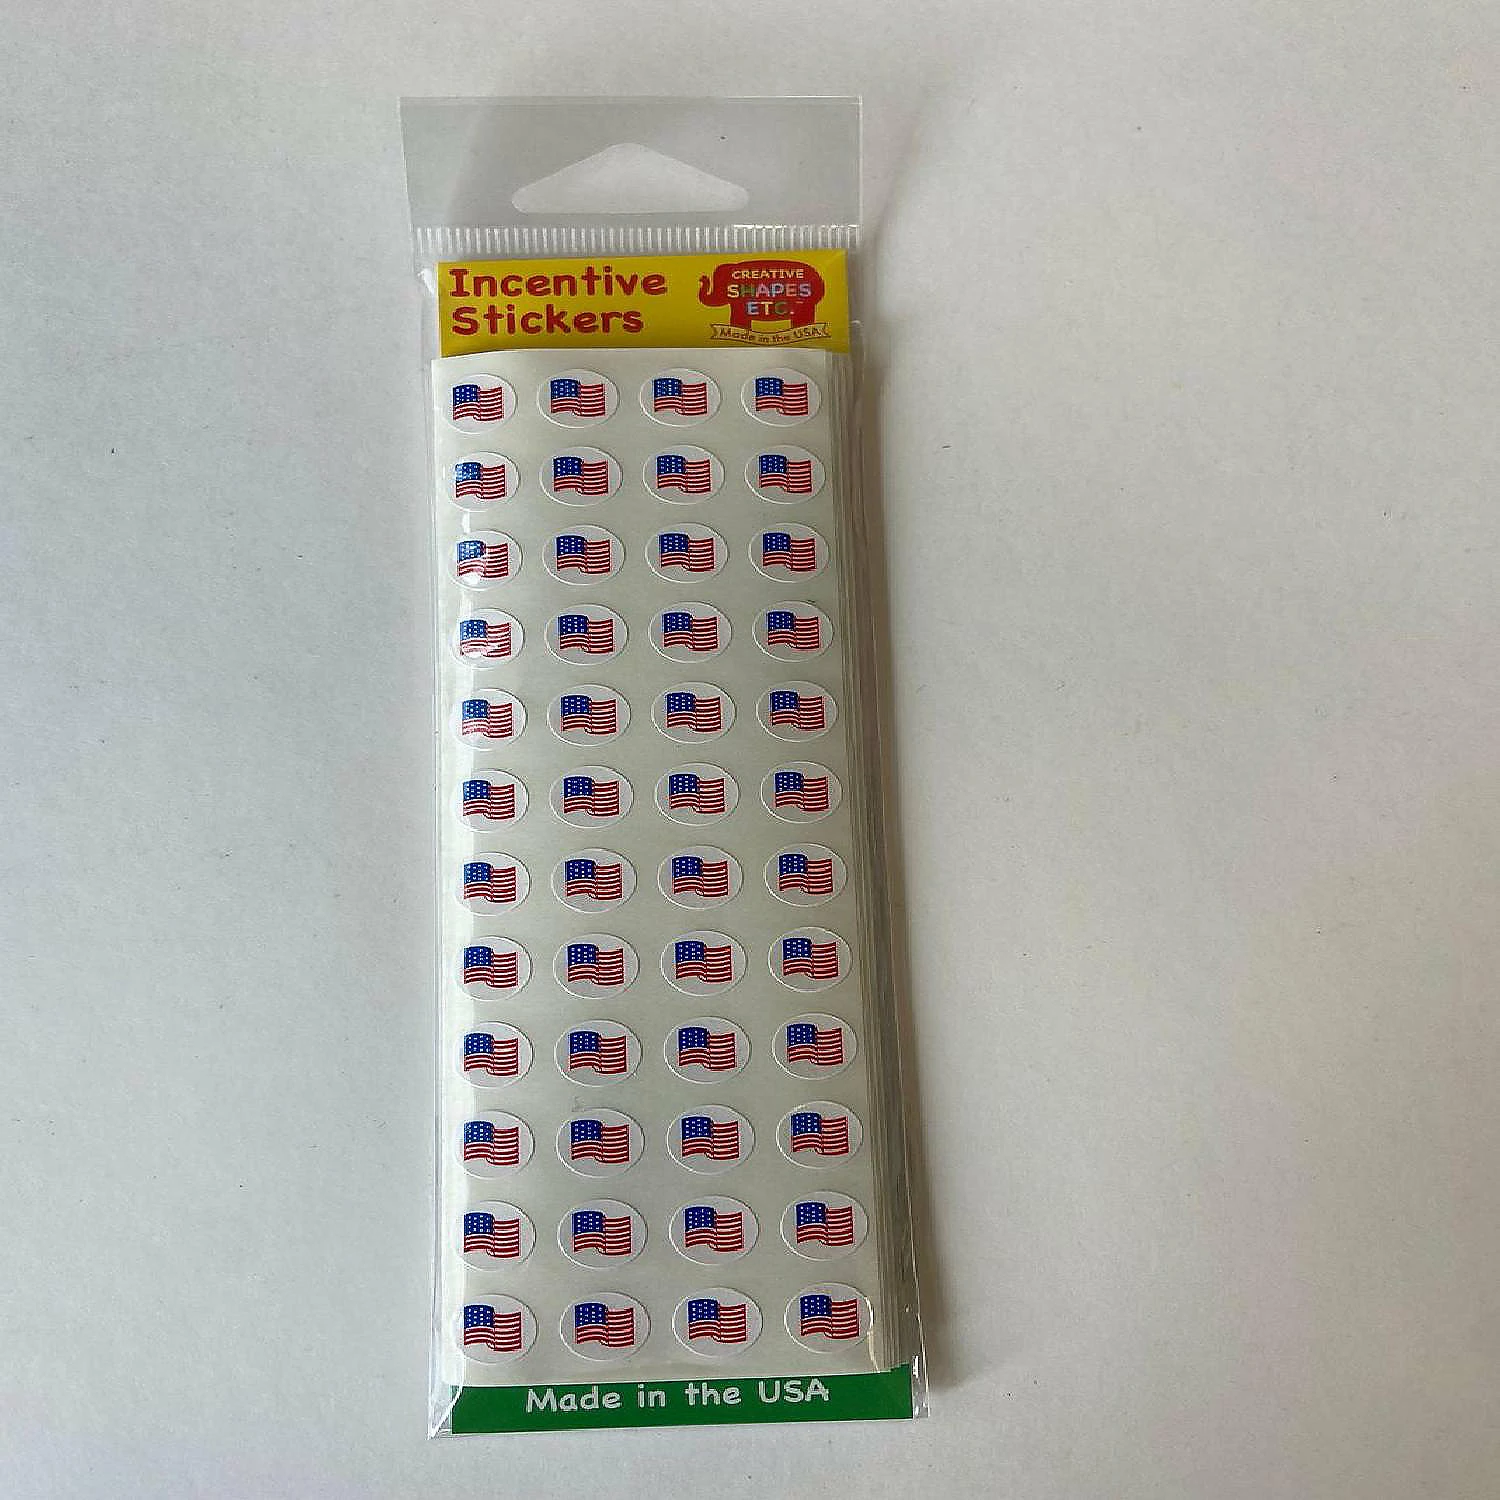 Incentive
Stickers
CREATIVE
SHAPES
ETC.
Made in the USA
Made in the USA